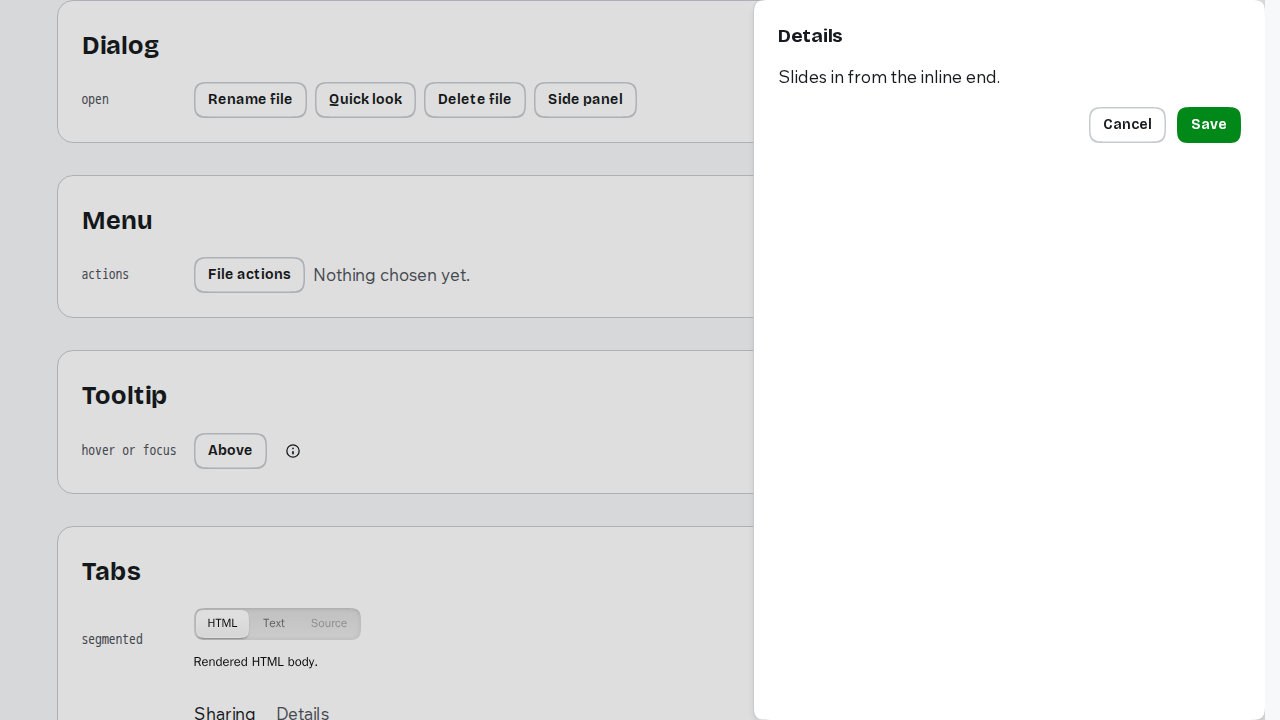 Dialog
open
Rename file
Quick look
Delete file
Side panel
Menu
actions
File actions
Nothing chosen yet.
Tooltip
hover or focus
Above
Tabs
segmented
HTML
Text
Source
Rendered HTML body.
Sharing
Details
Details
Slides in from the inline end.
Cancel
Save